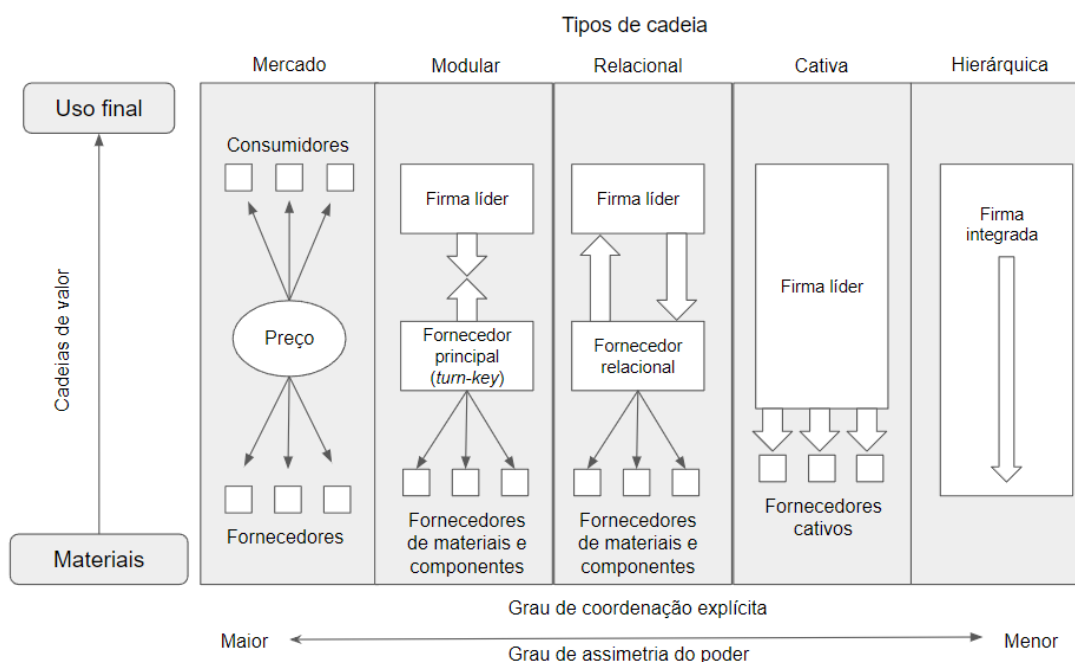 Tipos de cadeia
Mercado
Modular
Relacional
Cativa
Hierárquica
Uso final
Cadeias de valor
Materiais
Consumidores
Preço
Fornecedores
Firma líder
Fornecedor
principal
(turn-key)
Fornecedores
de materiais e
componentes
Firma líder
Fornecedor
relacional
Fornecedores
de materiais e
componentes
Firma líder
Fornecedores
cativos
Firma
integrada
Grau de coordenação explícita
Maior
Menor
Grau de assimetria do poder